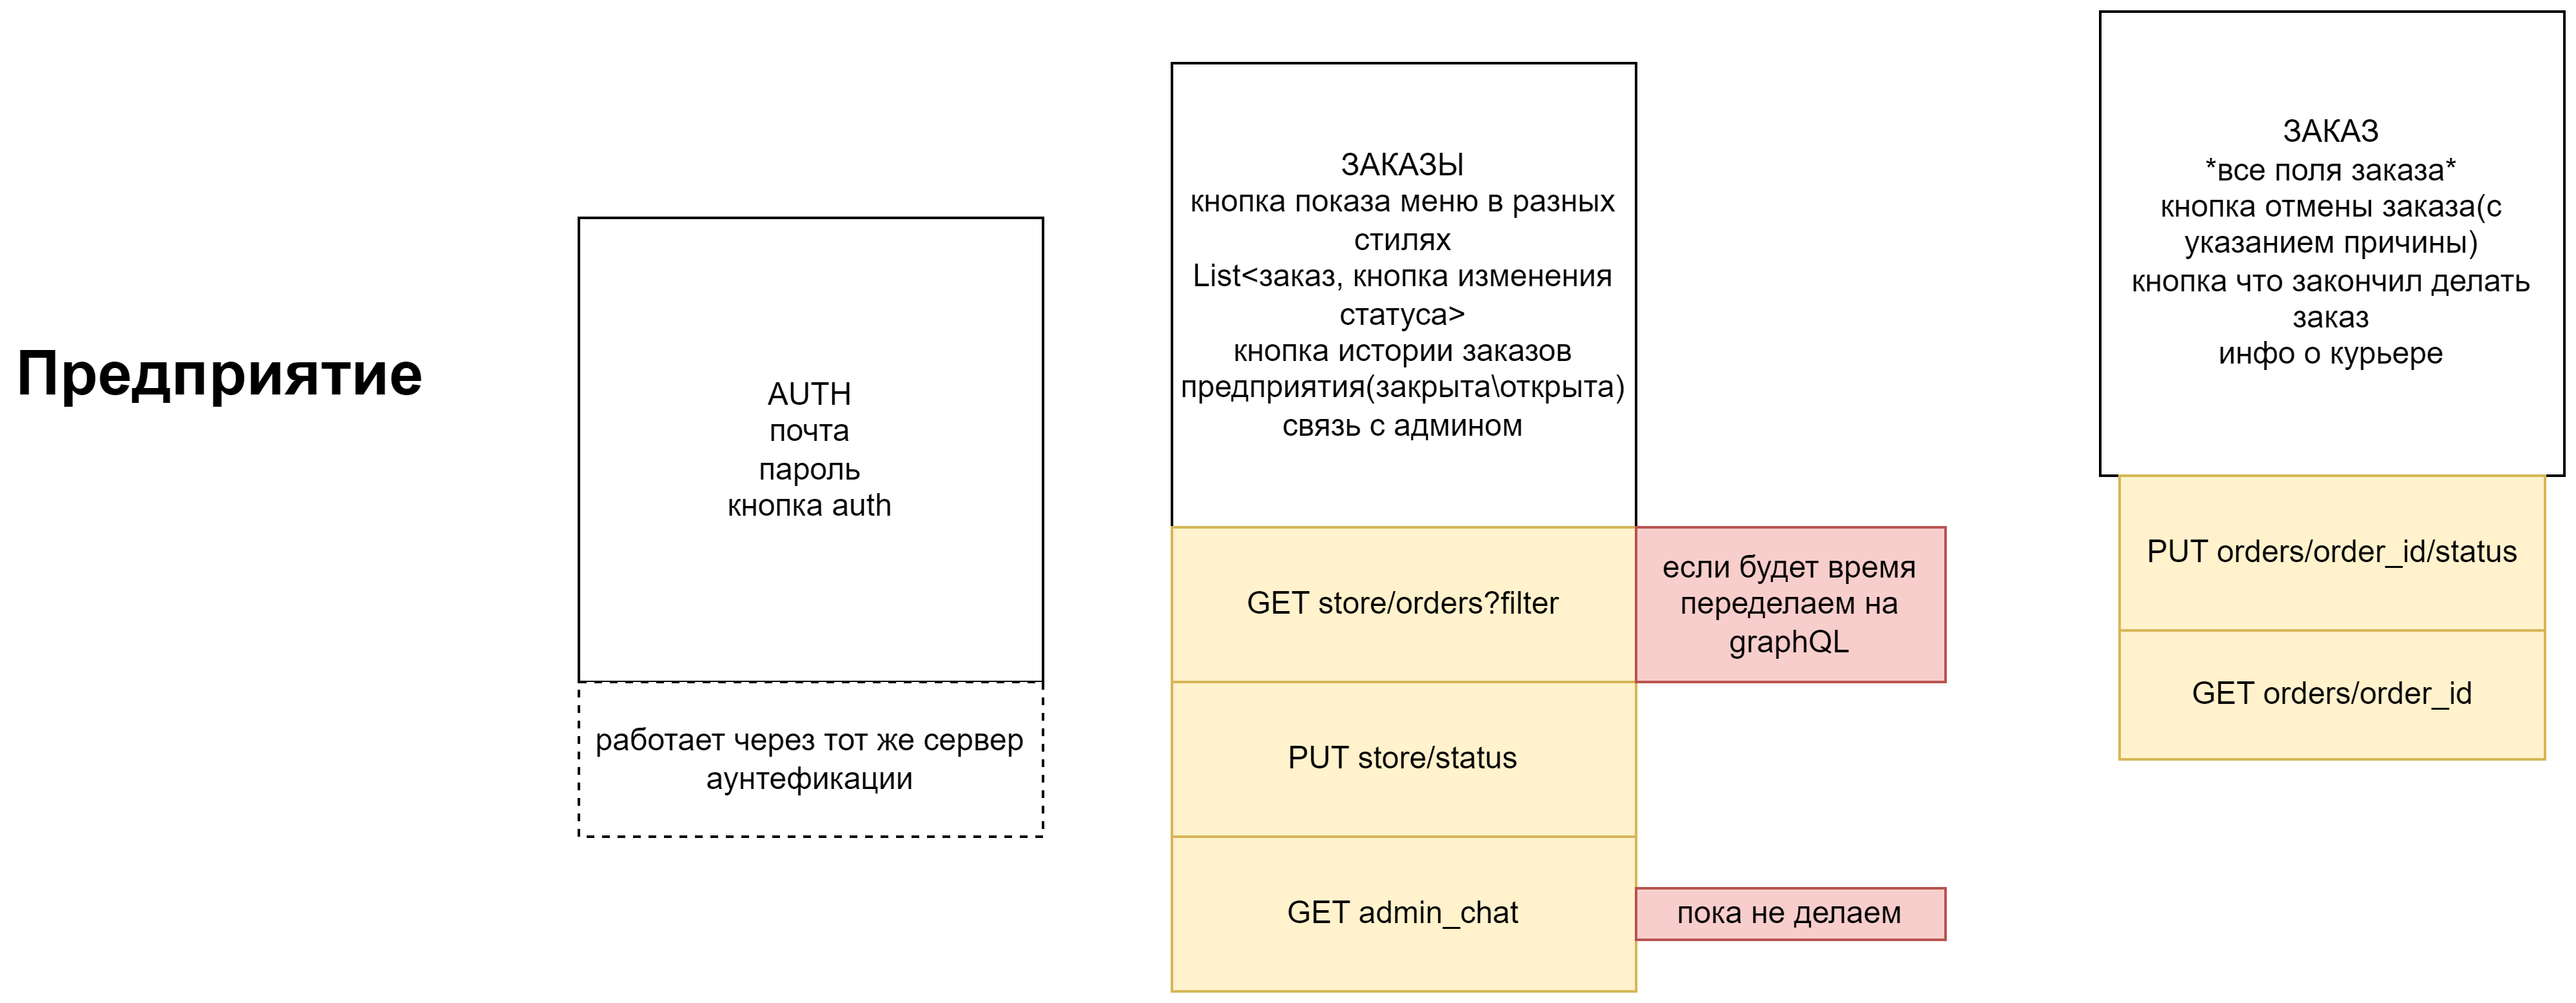 Предприятие
AUTH
почта
пароль
кнопка auth
работает через тот же сервер
аунтефикации
ЗАКАЗЫ
кнопка показа меню в разных
стилях
List<заказ, кнопка изменения
статуса>
кнопка истории заказов
предприятия(закрыта\открыта)
связь с админом
GET store/orders?filter
если будет время
переделаем на
graphQL
PUT store/status
GET admin_chat
пока не делаем
ЗАКАЗ
*все поля заказа*
кнопка отмены заказа(с
указанием причины)
кнопка что закончил делать
заказ
инфо о курьере
PUT orders/order_id/status
GET orders/order_id